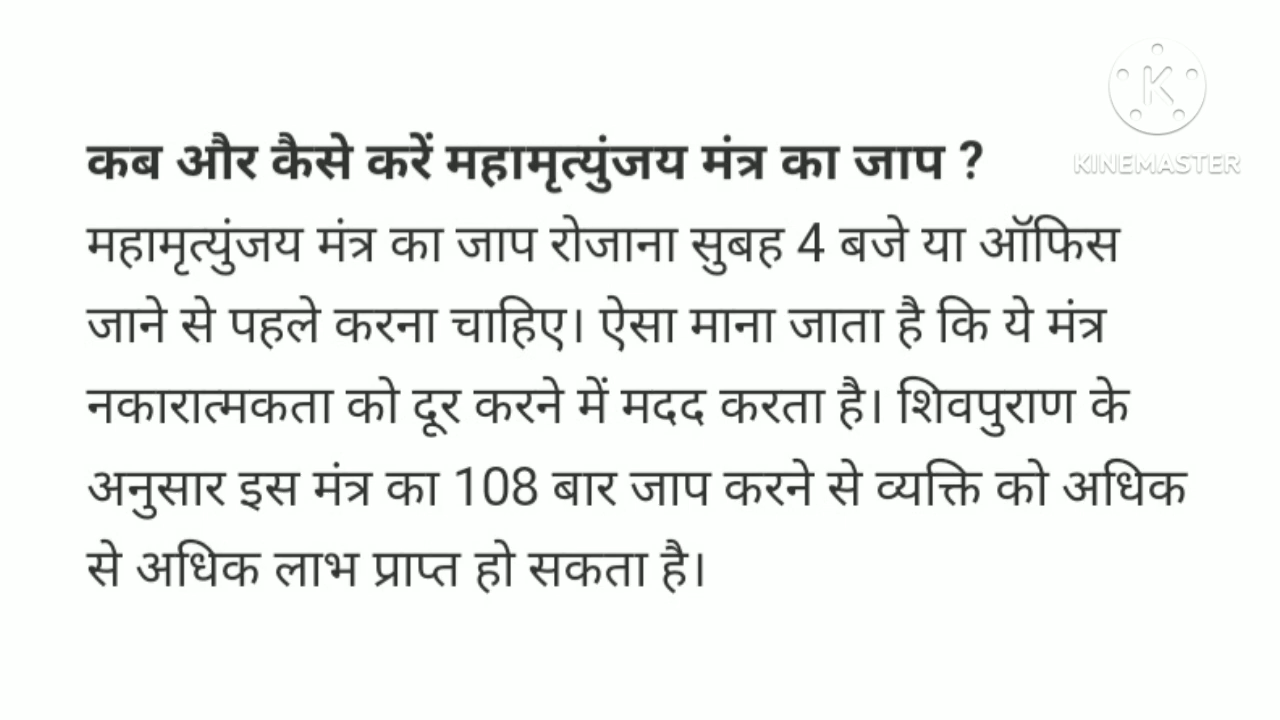 कब और कैसे करें महामृत्युंजय मंत्र का जाप ?
महामृत्युंजय मंत्र का जाप रोजाना सुबह 4 बजे या ऑफिस
जाने से पहले करना चाहिए। ऐसा माना जाता है कि ये मंत्र
नकारात्मकता को दूर करने में मदद करता है। शिवपुराण के
अनुसार इस मंत्र का 108 बार जाप करने से व्यक्ति को अधिक
से अधिक लाभ प्राप्त हो सकता है।
K
KINEMASTER